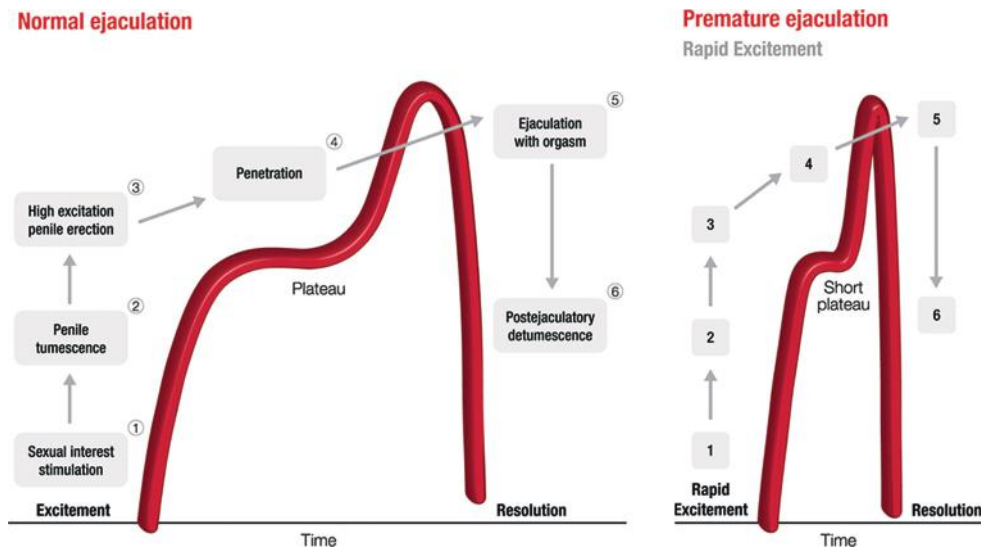 Normal ejaculation
⑤
Ejaculation
with orgasm
④
Penetration
③
High excitation
penile erection
Plateau
②
Penile
tumescence
⑥
Postejaculatory
detumescence
①
Sexual interest
stimulation
Excitement
Resolution
Time
Premature ejaculation
Rapid Excitement
5
4
3
Short
plateau
6
2
1
Rapid
Excitement
Resolution
Time